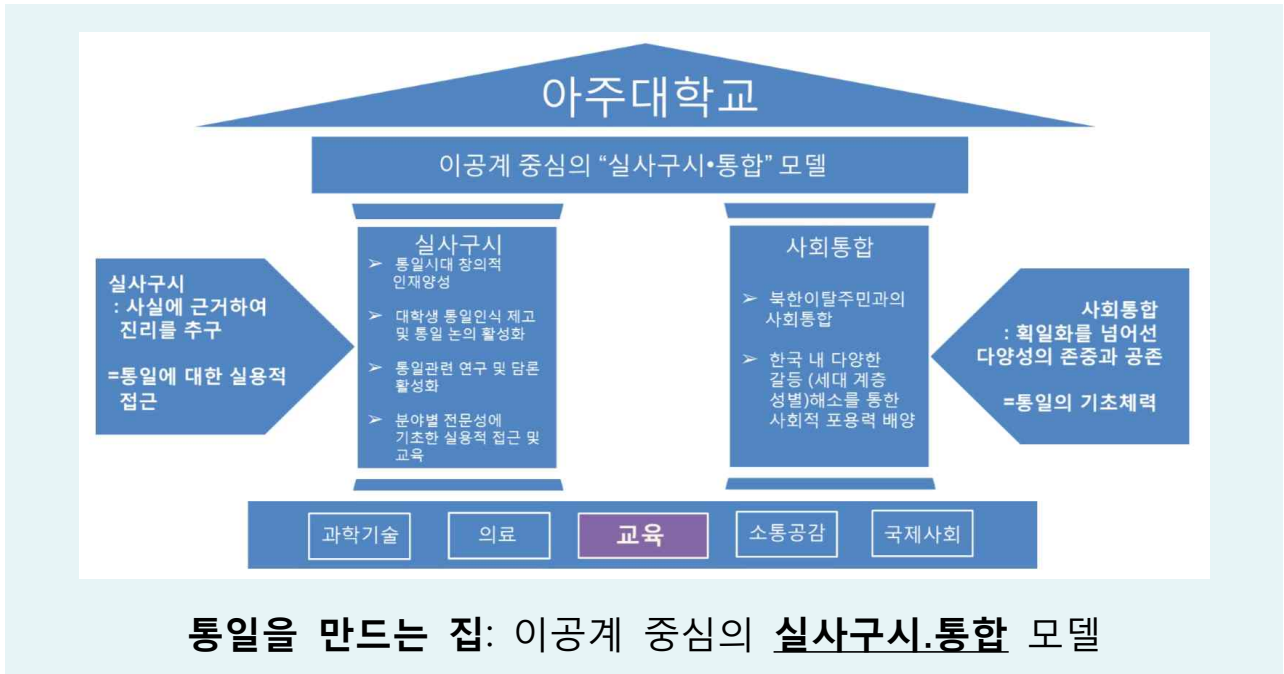 아주대학교
이공계 중심의 “실사구시•통합” 모델
실사구시
: 사실에 근거하여
진리를 추구
=통일에 대한 실용적
접근
실사구시
➢ 통일시대 창의적
인재양성
➢ 대학생 통일인식 제고
및 통일 논의 활성화
➢ 통일관련 연구 및 담론
활성화
➢ 분야별 전문성에
기초한 실용적 접근 및
교육
사회통합
➢ 북한이탈주민과의
사회통합
➢ 한국 내 다양한
갈등 (세대 계층
성별)해소를 통한
사회적 포용력 배양
사회통합
: 획일화를 넘어선
다양성의 존중과 공존
=통일의 기초체력
과학기술
의료
교육
소통공감
국제사회
통일을 만드는 집: 이공계 중심의 실사구시.통합 모델